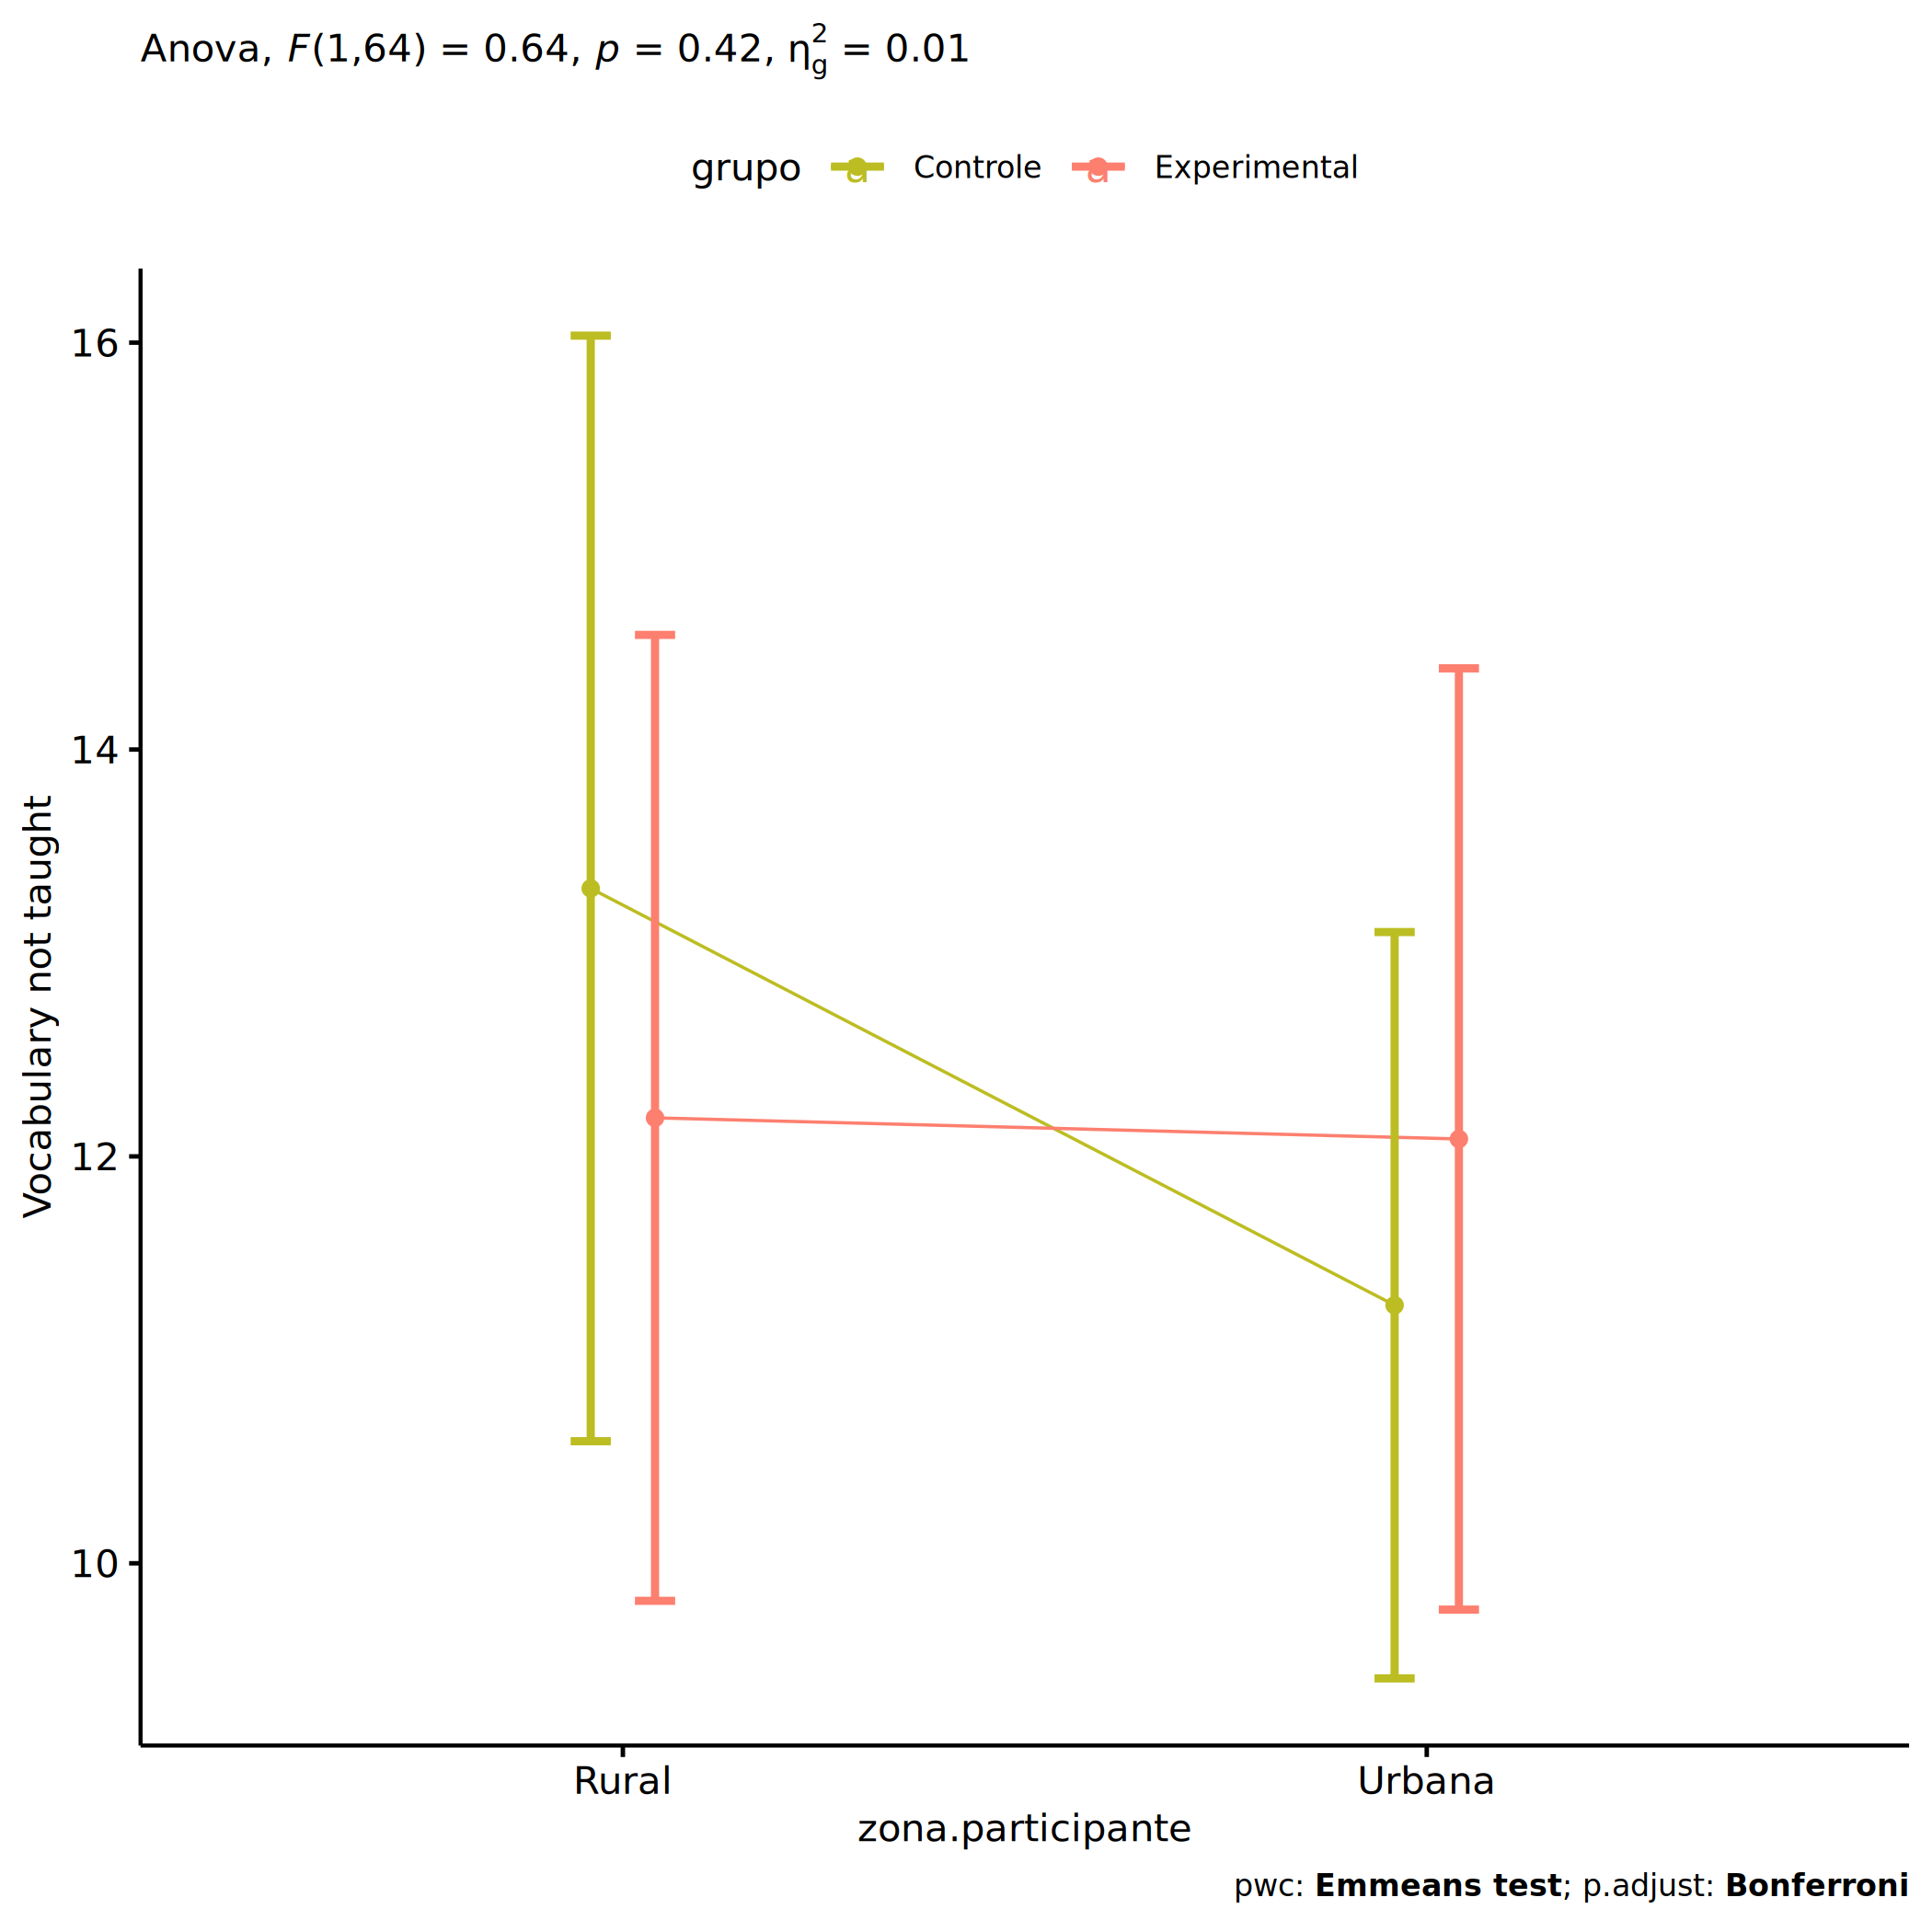 Anova, F(1,64) = 0.64, p = 0.42, η²g = 0.01
grupo a Controle a Experimental
16
14
12
10
Vocabulary not taught
Rural Urbana
zona.participante
pwc: Emmeans test; p.adjust: Bonferroni